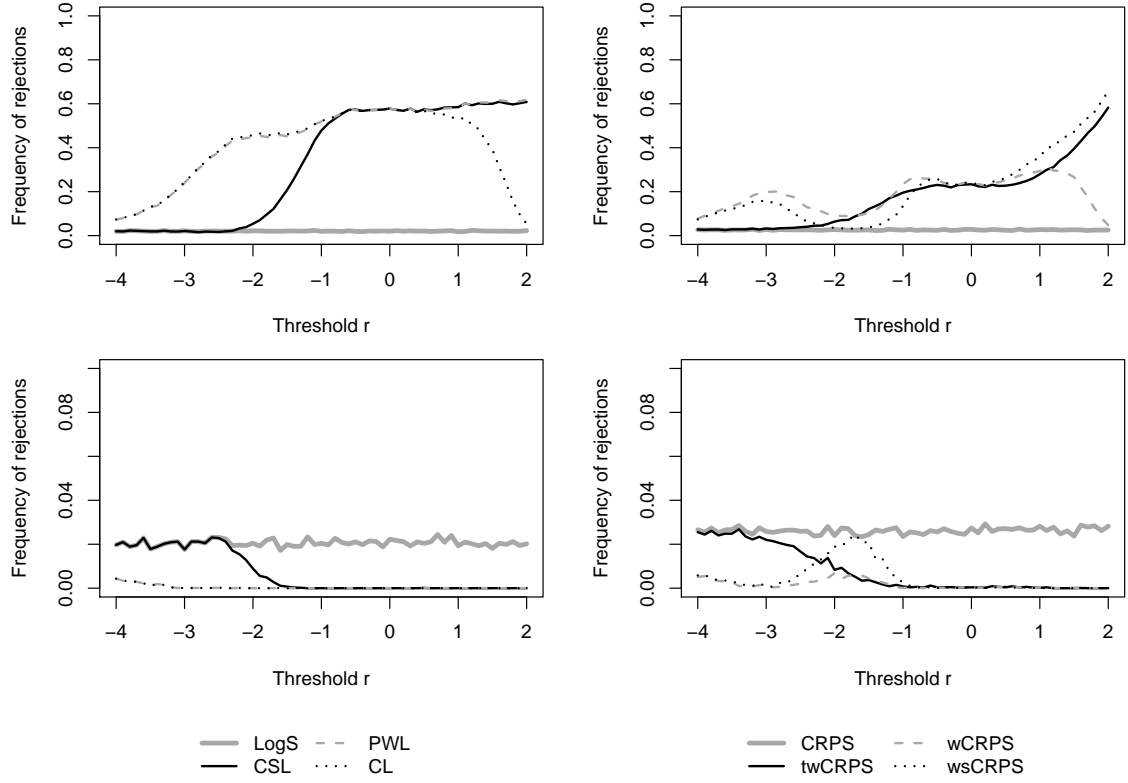 Frequency of rejections
0.0 0.2 0.4 0.6 0.8 1.0
−4 −3 −2 −1 0 1 2
Threshold r
Frequency of rejections
0.0 0.2 0.4 0.6 0.8 1.0
−4 −3 −2 −1 0 1 2
Threshold r
Frequency of rejections
0.00 0.04 0.08
−4 −3 −2 −1 0 1 2
Threshold r
Frequency of rejections
0.00 0.04 0.08
−4 −3 −2 −1 0 1 2
Threshold r
LogS PWL
CSL CL
CRPS wCRPS
twCRPS wsCRPS